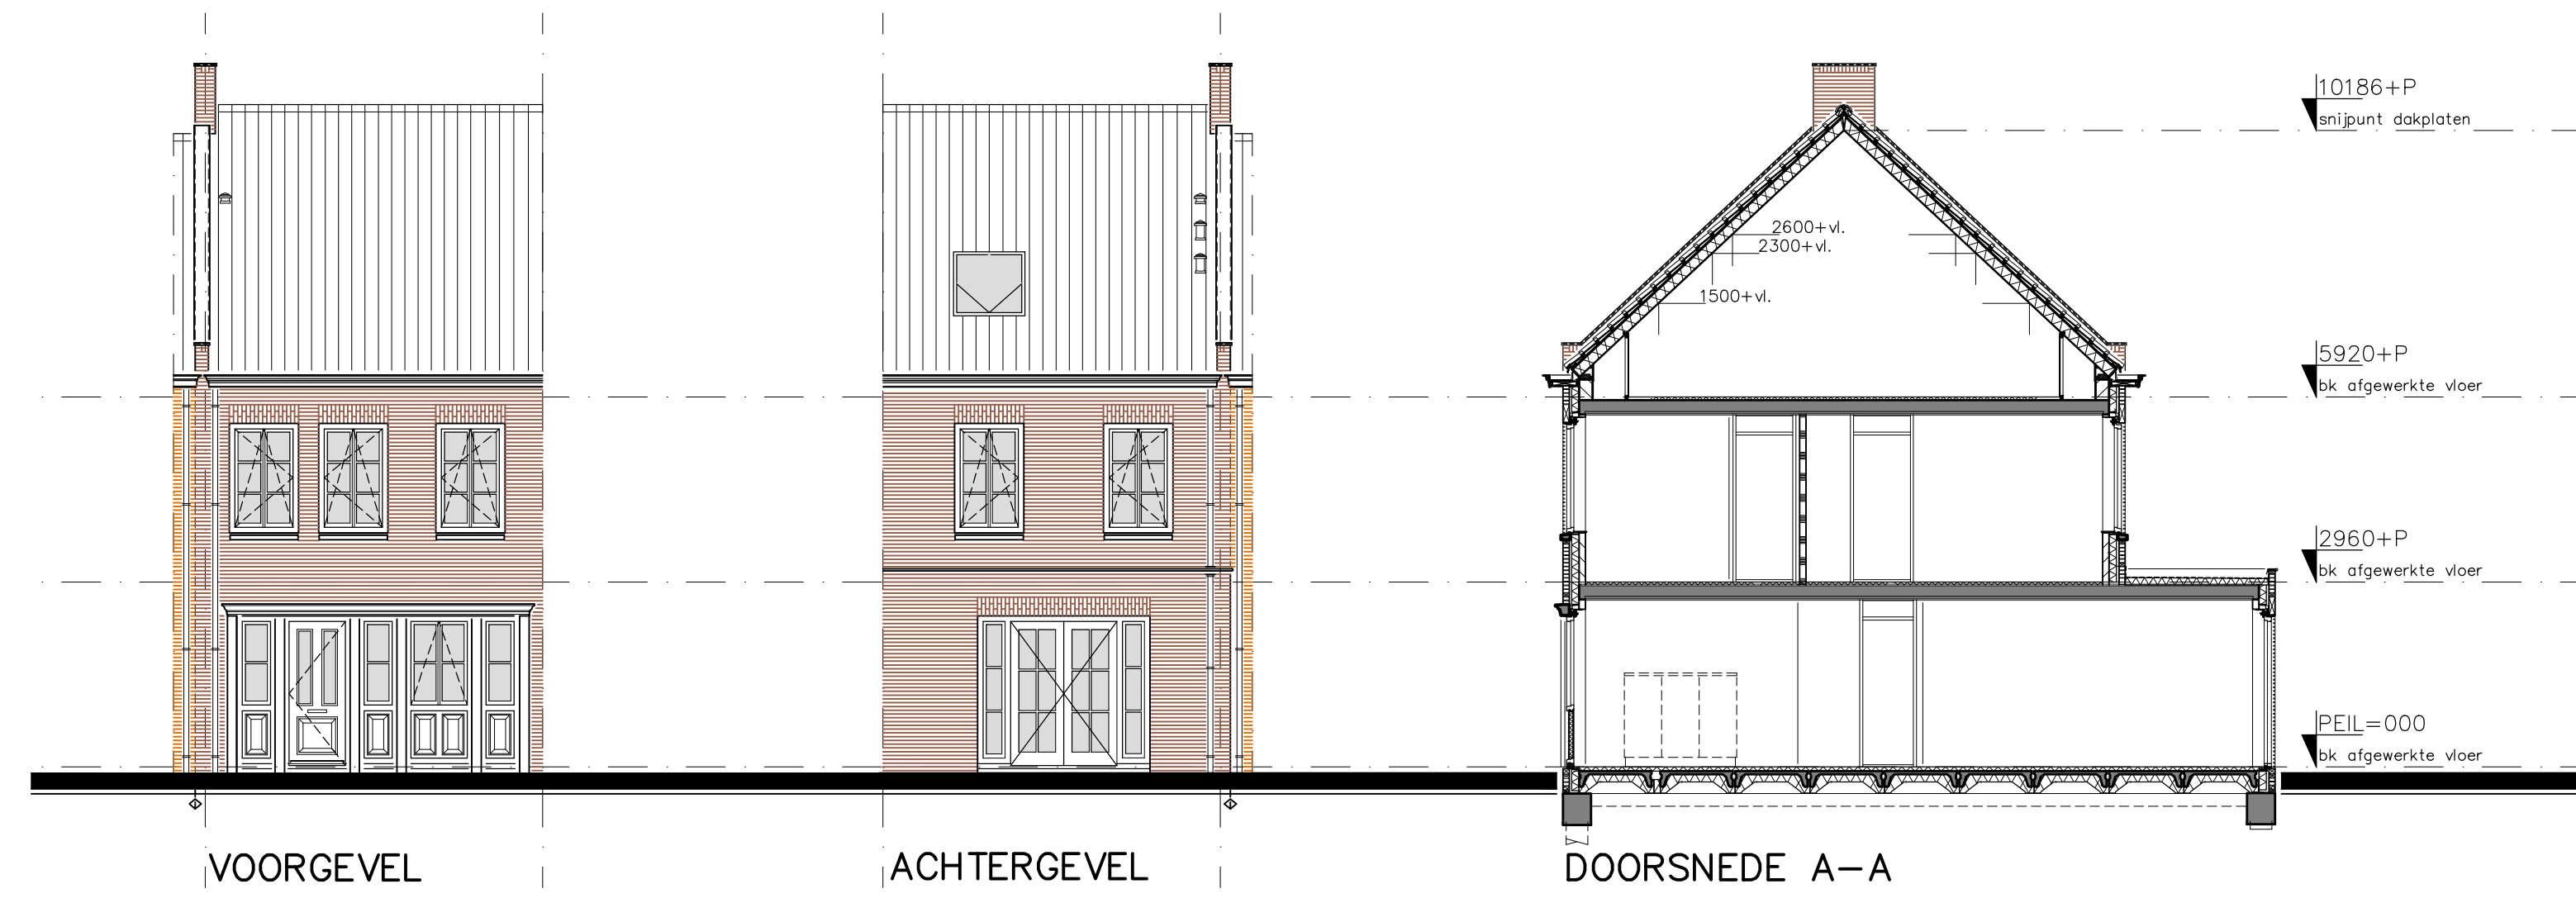 10186+P
snijpunt dakplaten
2600+vl.
2300+vl.
1500+vl.
5920+P
bk afgewerkte vloer
2960+P
bk afgewerkte vloer
PEIL=000
bk afgewerkte vloer
VOORGEVEL
ACHTERGEVEL
DOORSNEDE A-A